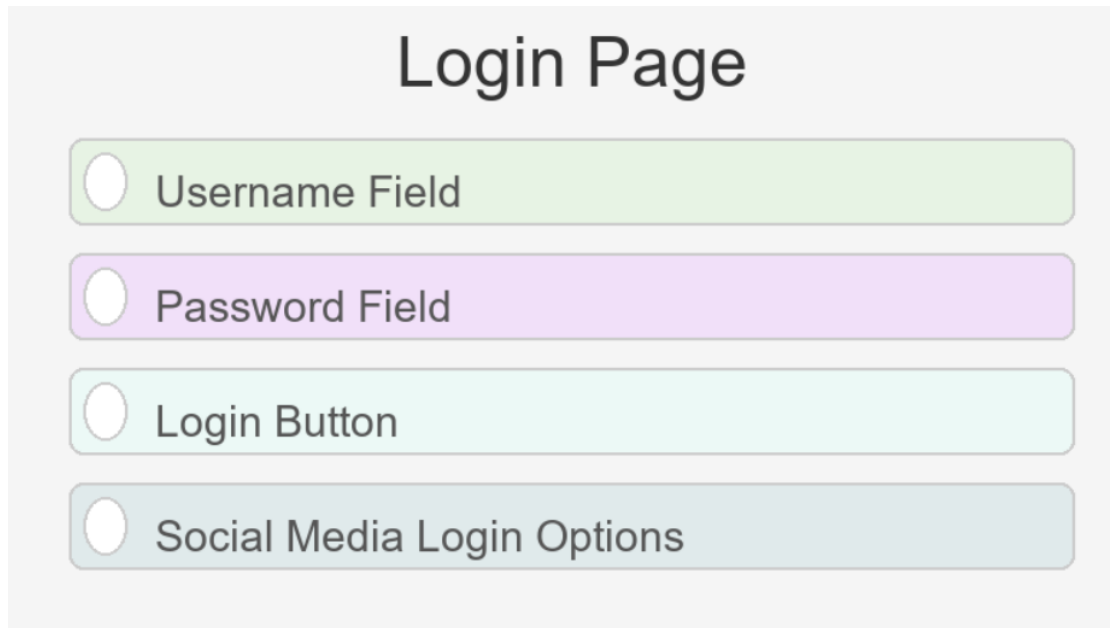 Login Page
Username Field
Password Field
Login Button
Social Media Login Options